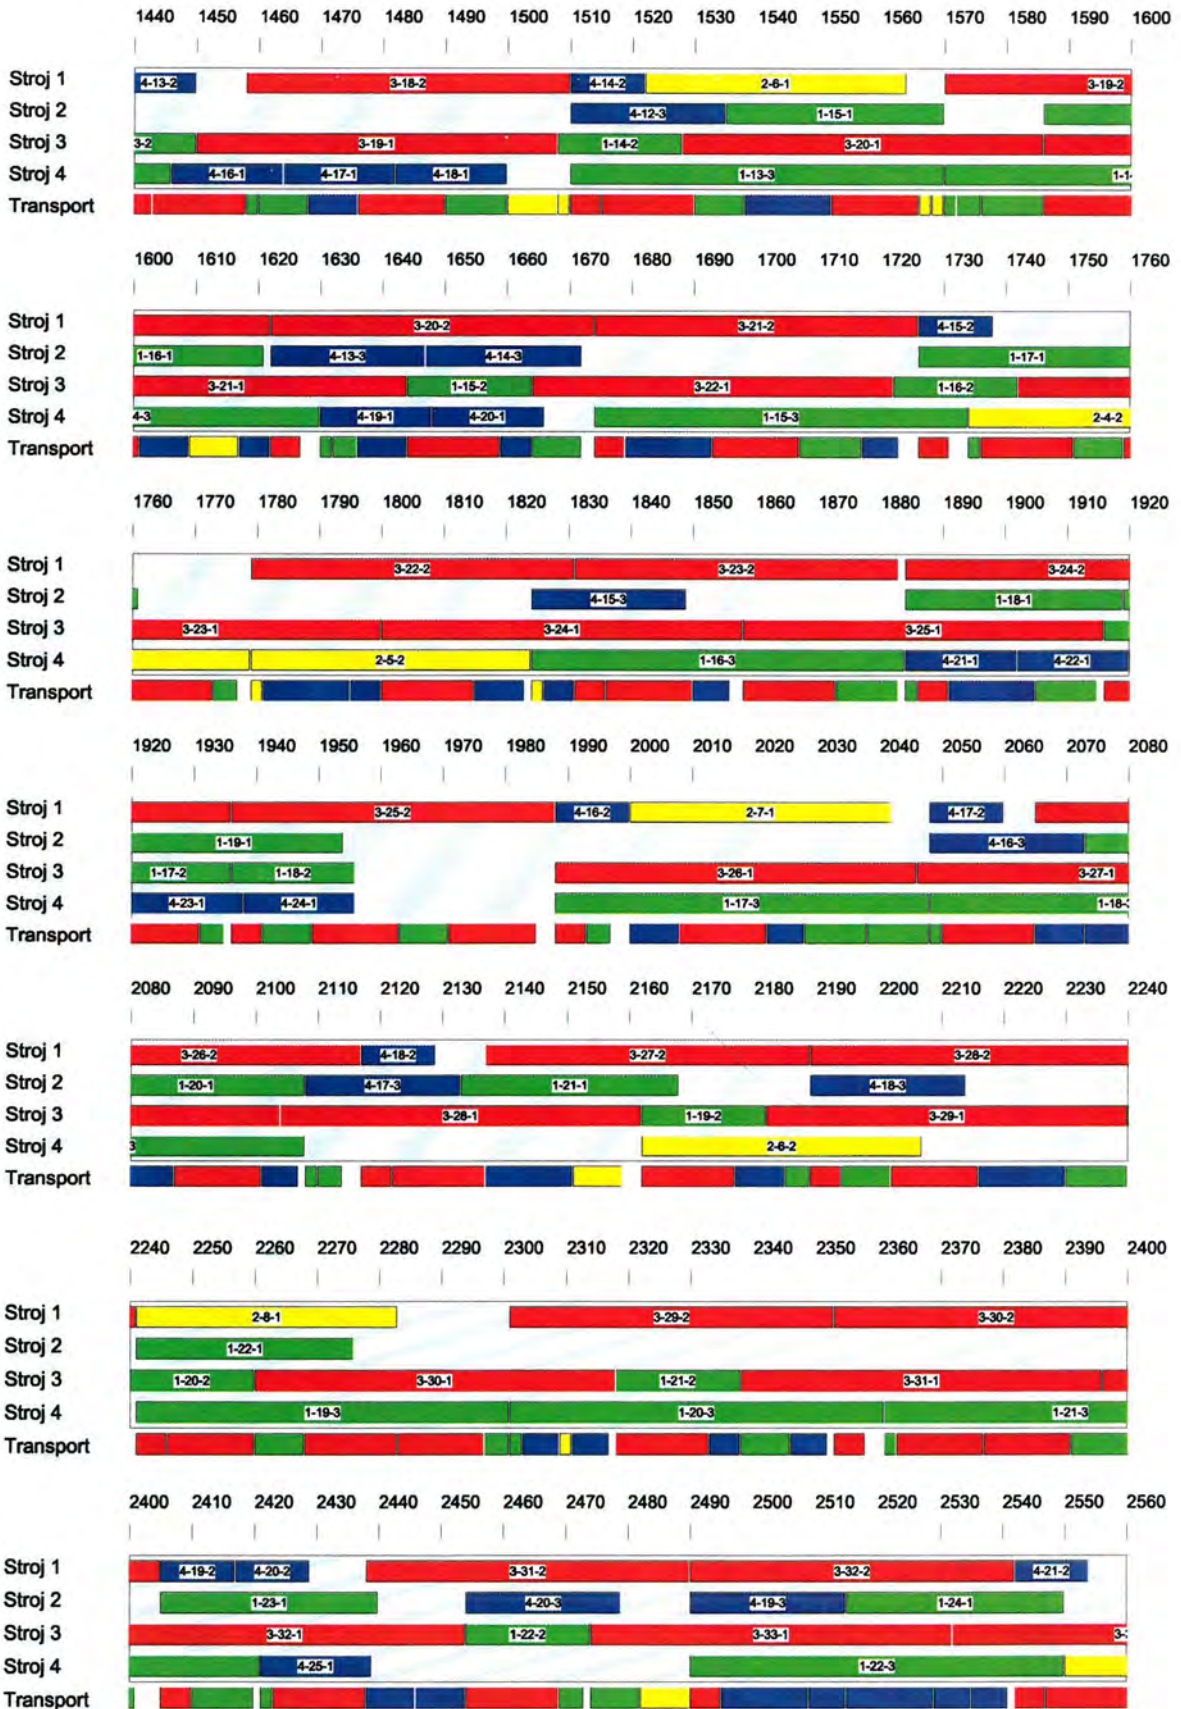 1440 1450 1460 1470 1480 1490 1500 1510 1520 1530 1540 1550 1560 1570 1580 1590 1600
Stroj 1 4-13-2 3-18-2 4-14-2 2-6-1 3-19-2
Stroj 2 4-12-3 1-15-1
Stroj 3 3-2 3-19-1 1-14-2 3-20-1
Stroj 4 4-16-1 4-17-1 4-18-1 1-13-3 1-1
Transport
1600 1610 1620 1630 1640 1650 1660 1670 1680 1690 1700 1710 1720 1730 1740 1750 1760
Stroj 1 3-20-2 3-21-2 4-15-2
Stroj 2 1-16-1 4-13-3 4-14-3 1-17-1
Stroj 3 3-21-1 1-15-2 3-22-1 1-16-2
Stroj 4 4-3 4-19-1 4-20-1 1-15-3 2-4-2
Transport
1760 1770 1780 1790 1800 1810 1820 1830 1840 1850 1860 1870 1880 1890 1900 1910 1920
Stroj 1 3-22-2 3-23-2 3-24-2
Stroj 2 4-15-3 1-18-1
Stroj 3 3-23-1 3-24-1 3-25-1
Stroj 4 2-5-2 1-16-3 4-21-1 4-22-1
Transport
1920 1930 1940 1950 1960 1970 1980 1990 2000 2010 2020 2030 2040 2050 2060 2070 2080
Stroj 1 3-25-2 4-16-2 2-7-1 4-17-2
Stroj 2 1-19-1 4-16-3
Stroj 3 1-17-2 1-18-2 3-26-1 3-27-1
Stroj 4 4-23-1 4-24-1 1-17-3 1-18-3
Transport
2080 2090 2100 2110 2120 2130 2140 2150 2160 2170 2180 2190 2200 2210 2220 2230 2240
Stroj 1 3-26-2 4-18-2 3-27-2 3-28-2
Stroj 2 1-20-1 4-17-3 1-21-1 4-18-3
Stroj 3 3-28-1 1-19-2 3-29-1
Stroj 4 3 2-6-2
Transport
2240 2250 2260 2270 2280 2290 2300 2310 2320 2330 2340 2350 2360 2370 2380 2390 2400
Stroj 1 2-8-1 3-29-2 3-30-2
Stroj 2 1-22-1
Stroj 3 1-20-2 3-30-1 1-21-2 3-31-1
Stroj 4 1-19-3 1-20-3 1-21-3
Transport
2400 2410 2420 2430 2440 2450 2460 2470 2480 2490 2500 2510 2520 2530 2540 2550 2560
Stroj 1 4-19-2 4-20-2 3-31-2 3-32-2 4-21-2
Stroj 2 1-23-1 4-20-3 4-19-3 1-24-1
Stroj 3 3-32-1 1-22-2 3-33-1 3-
Stroj 4 4-25-1 1-22-3
Transport